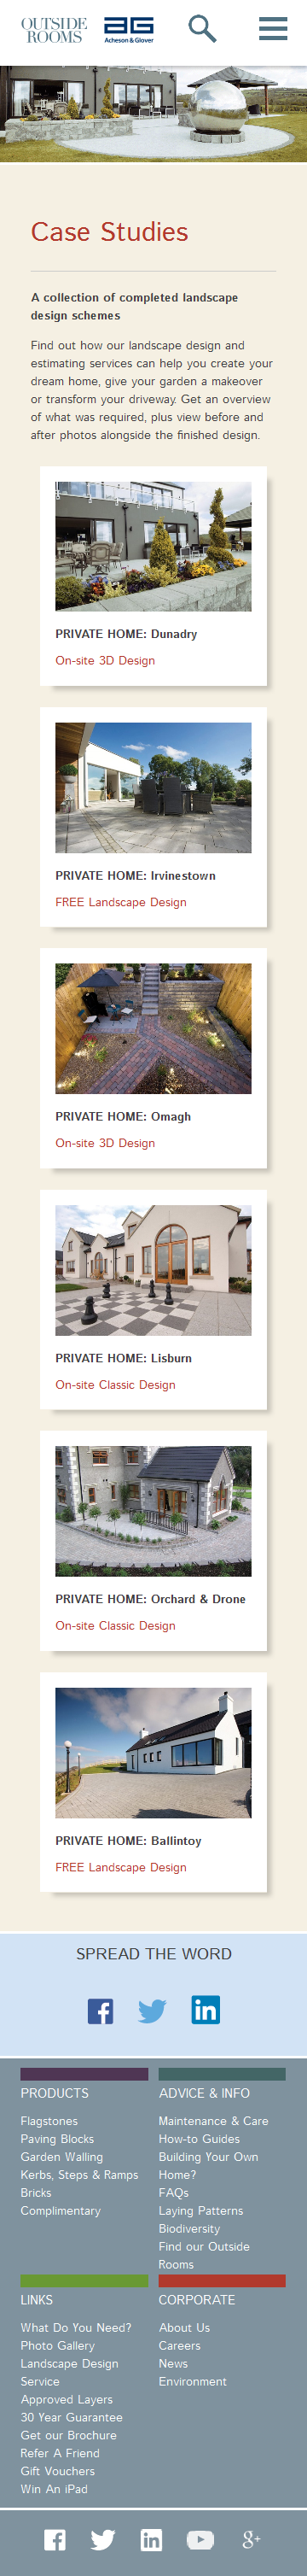 OUTSIDE
ROOMS
AG
Acheson & Glover
Case Studies
A collection of completed landscape
design schemes
Find out how our landscape design and
estimating services can help you create your
dream home, give your garden a makeover
or transform your driveway. Get an overview
of what was required, plus view before and
after photos alongside the finished design.
PRIVATE HOME: Dunadry
On-site 3D Design
PRIVATE HOME: Irvinestown
FREE Landscape Design
PRIVATE HOME: Omagh
On-site 3D Design
PRIVATE HOME: Lisburn
On-site Classic Design
PRIVATE HOME: Orchard & Drone
On-site Classic Design
PRIVATE HOME: Ballintoy
FREE Landscape Design
SPREAD THE WORD
PRODUCTS
Flagstones
Paving Blocks
Garden Walling
Kerbs, Steps & Ramps
Bricks
Complimentary
ADVICE & INFO
Maintenance & Care
How-to Guides
Building Your Own
Home?
FAQs
Laying Patterns
Biodiversity
Find our Outside
Rooms
LINKS
What Do You Need?
Photo Gallery
Landscape Design
Service
Approved Layers
30 Year Guarantee
Get our Brochure
Refer A Friend
Gift Vouchers
Win An iPad
CORPORATE
About Us
Careers
News
Environment